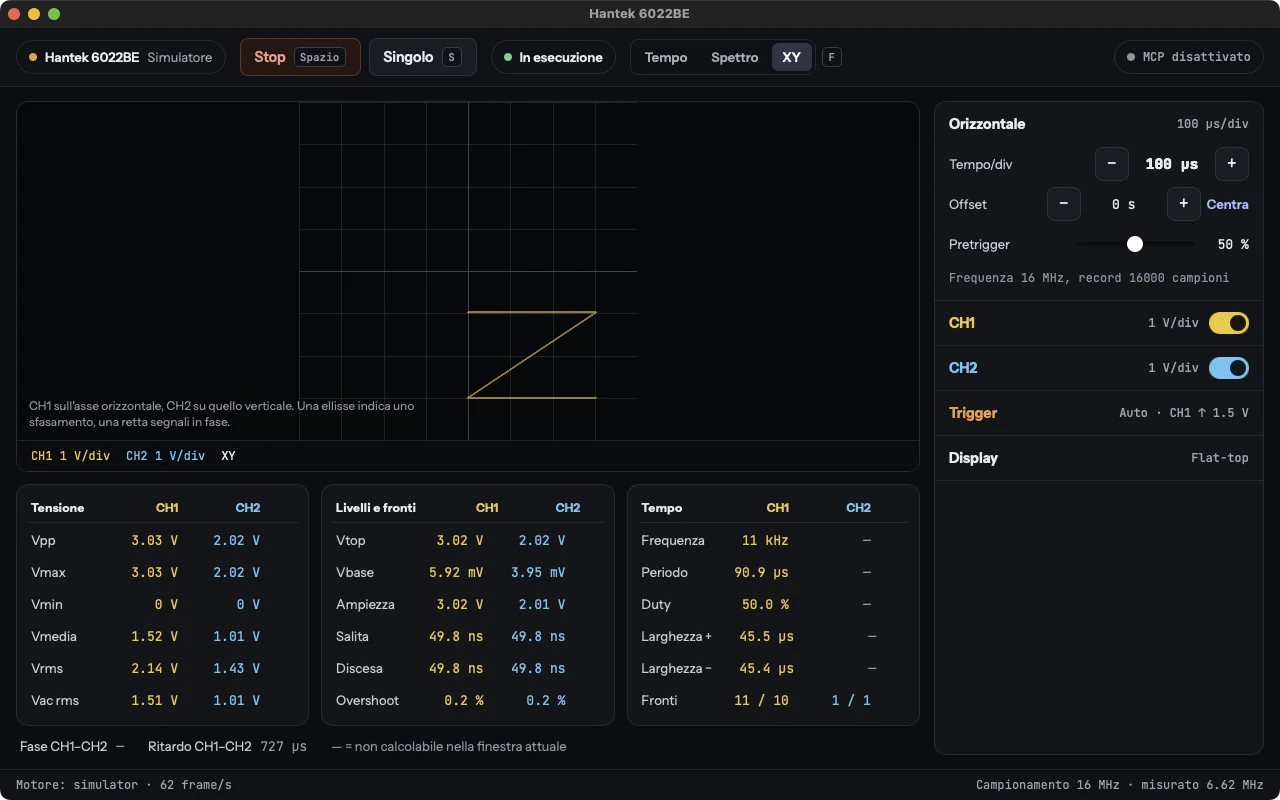 Hantek 6022BE
Hantek 6022BE Simulatore Stop Spazio Singolo S In esecuzione Tempo Spettro XY F MCP disattivato
CH1 sull'asse orizzontale, CH2 su quello verticale. Una ellisse indica uno
sfasamento, una retta segnali in fase.
CH1 1 V/div CH2 1 V/div XY
Orizzontale 100 µs/div
Tempo/div − 100 µs +
Offset − 0 s + Centra
Pretrigger 50 %
Frequenza 16 MHz, record 16000 campioni
CH1 1 V/div
CH2 1 V/div
Trigger Auto · CH1 ↑ 1.5 V
Display Flat-top
Tensione CH1 CH2
Vpp 3.03 V 2.02 V
Vmax 3.03 V 2.02 V
Vmin 0 V 0 V
Vmedia 1.52 V 1.01 V
Vrms 2.14 V 1.43 V
Vac rms 1.51 V 1.01 V
Livelli e fronti CH1 CH2
Vtop 3.02 V 2.02 V
Vbase 5.92 mV 3.95 mV
Ampiezza 3.02 V 2.01 V
Salita 49.8 ns 49.8 ns
Discesa 49.8 ns 49.8 ns
Overshoot 0.2 % 0.2 %
Tempo CH1 CH2
Frequenza 11 kHz —
Periodo 90.9 µs —
Duty 50.0 % —
Larghezza + 45.5 µs —
Larghezza − 45.4 µs —
Fronti 11 / 10 1 / 1
Fase CH1–CH2 — Ritardo CH1–CH2 727 µs — = non calcolabile nella finestra attuale
Motore: simulator · 62 frame/s Campionamento 16 MHz · misurato 6.62 MHz